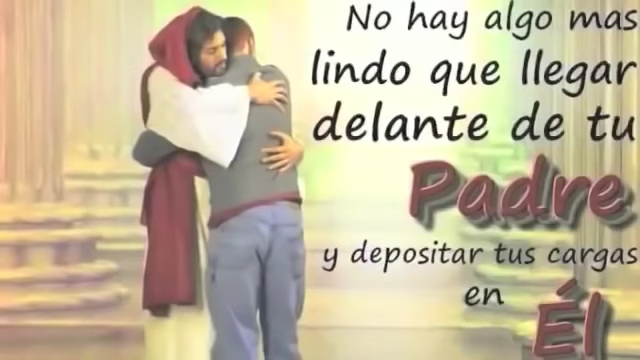 No hay algo mas
lindo que llegar
delante de tu
Padre
y depositar tus cargas
en Él